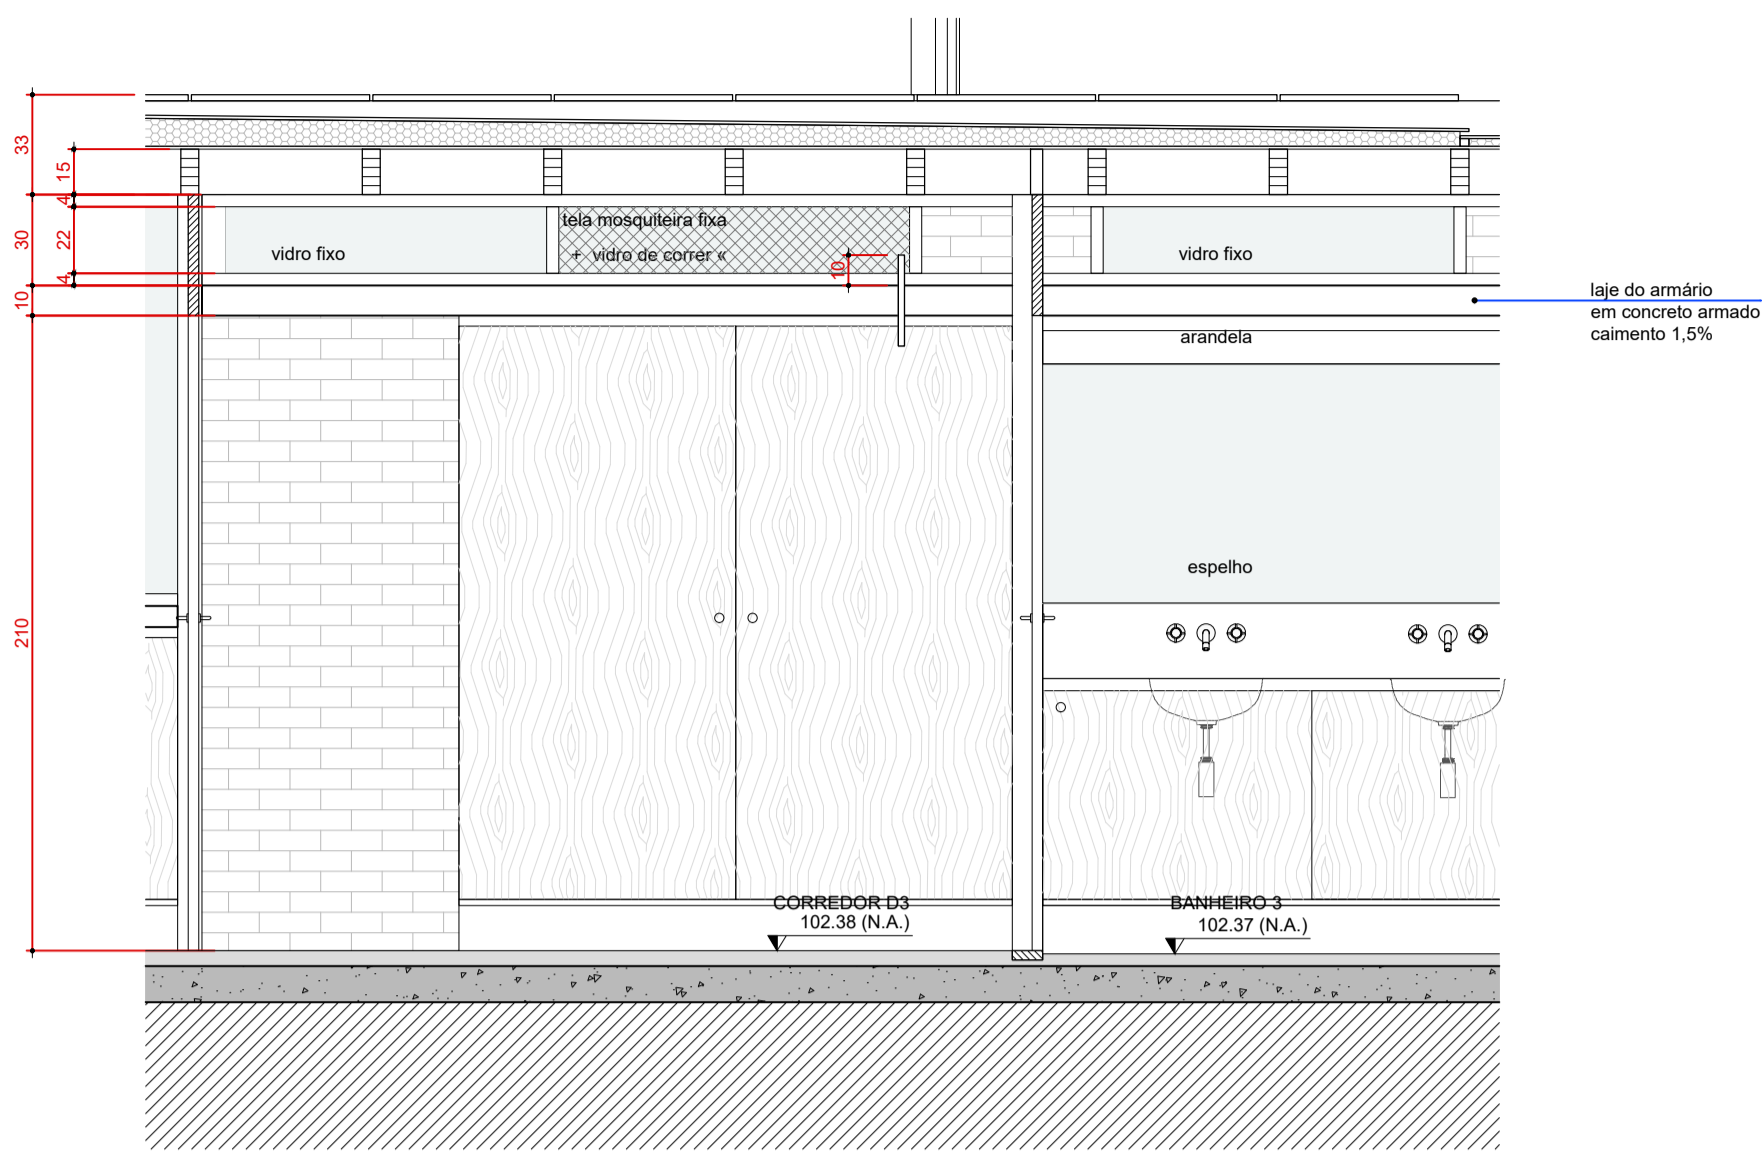 33
15
4
30
22
4
10
210
tela mosquiteira fixa
+ vidro de correr «
vidro fixo
vidro fixo
10
laje do armário
em concreto armado
caimento 1,5%
arandela
espelho
CORREDOR D3
102.38 (N.A.)
BANHEIRO 3
102.37 (N.A.)